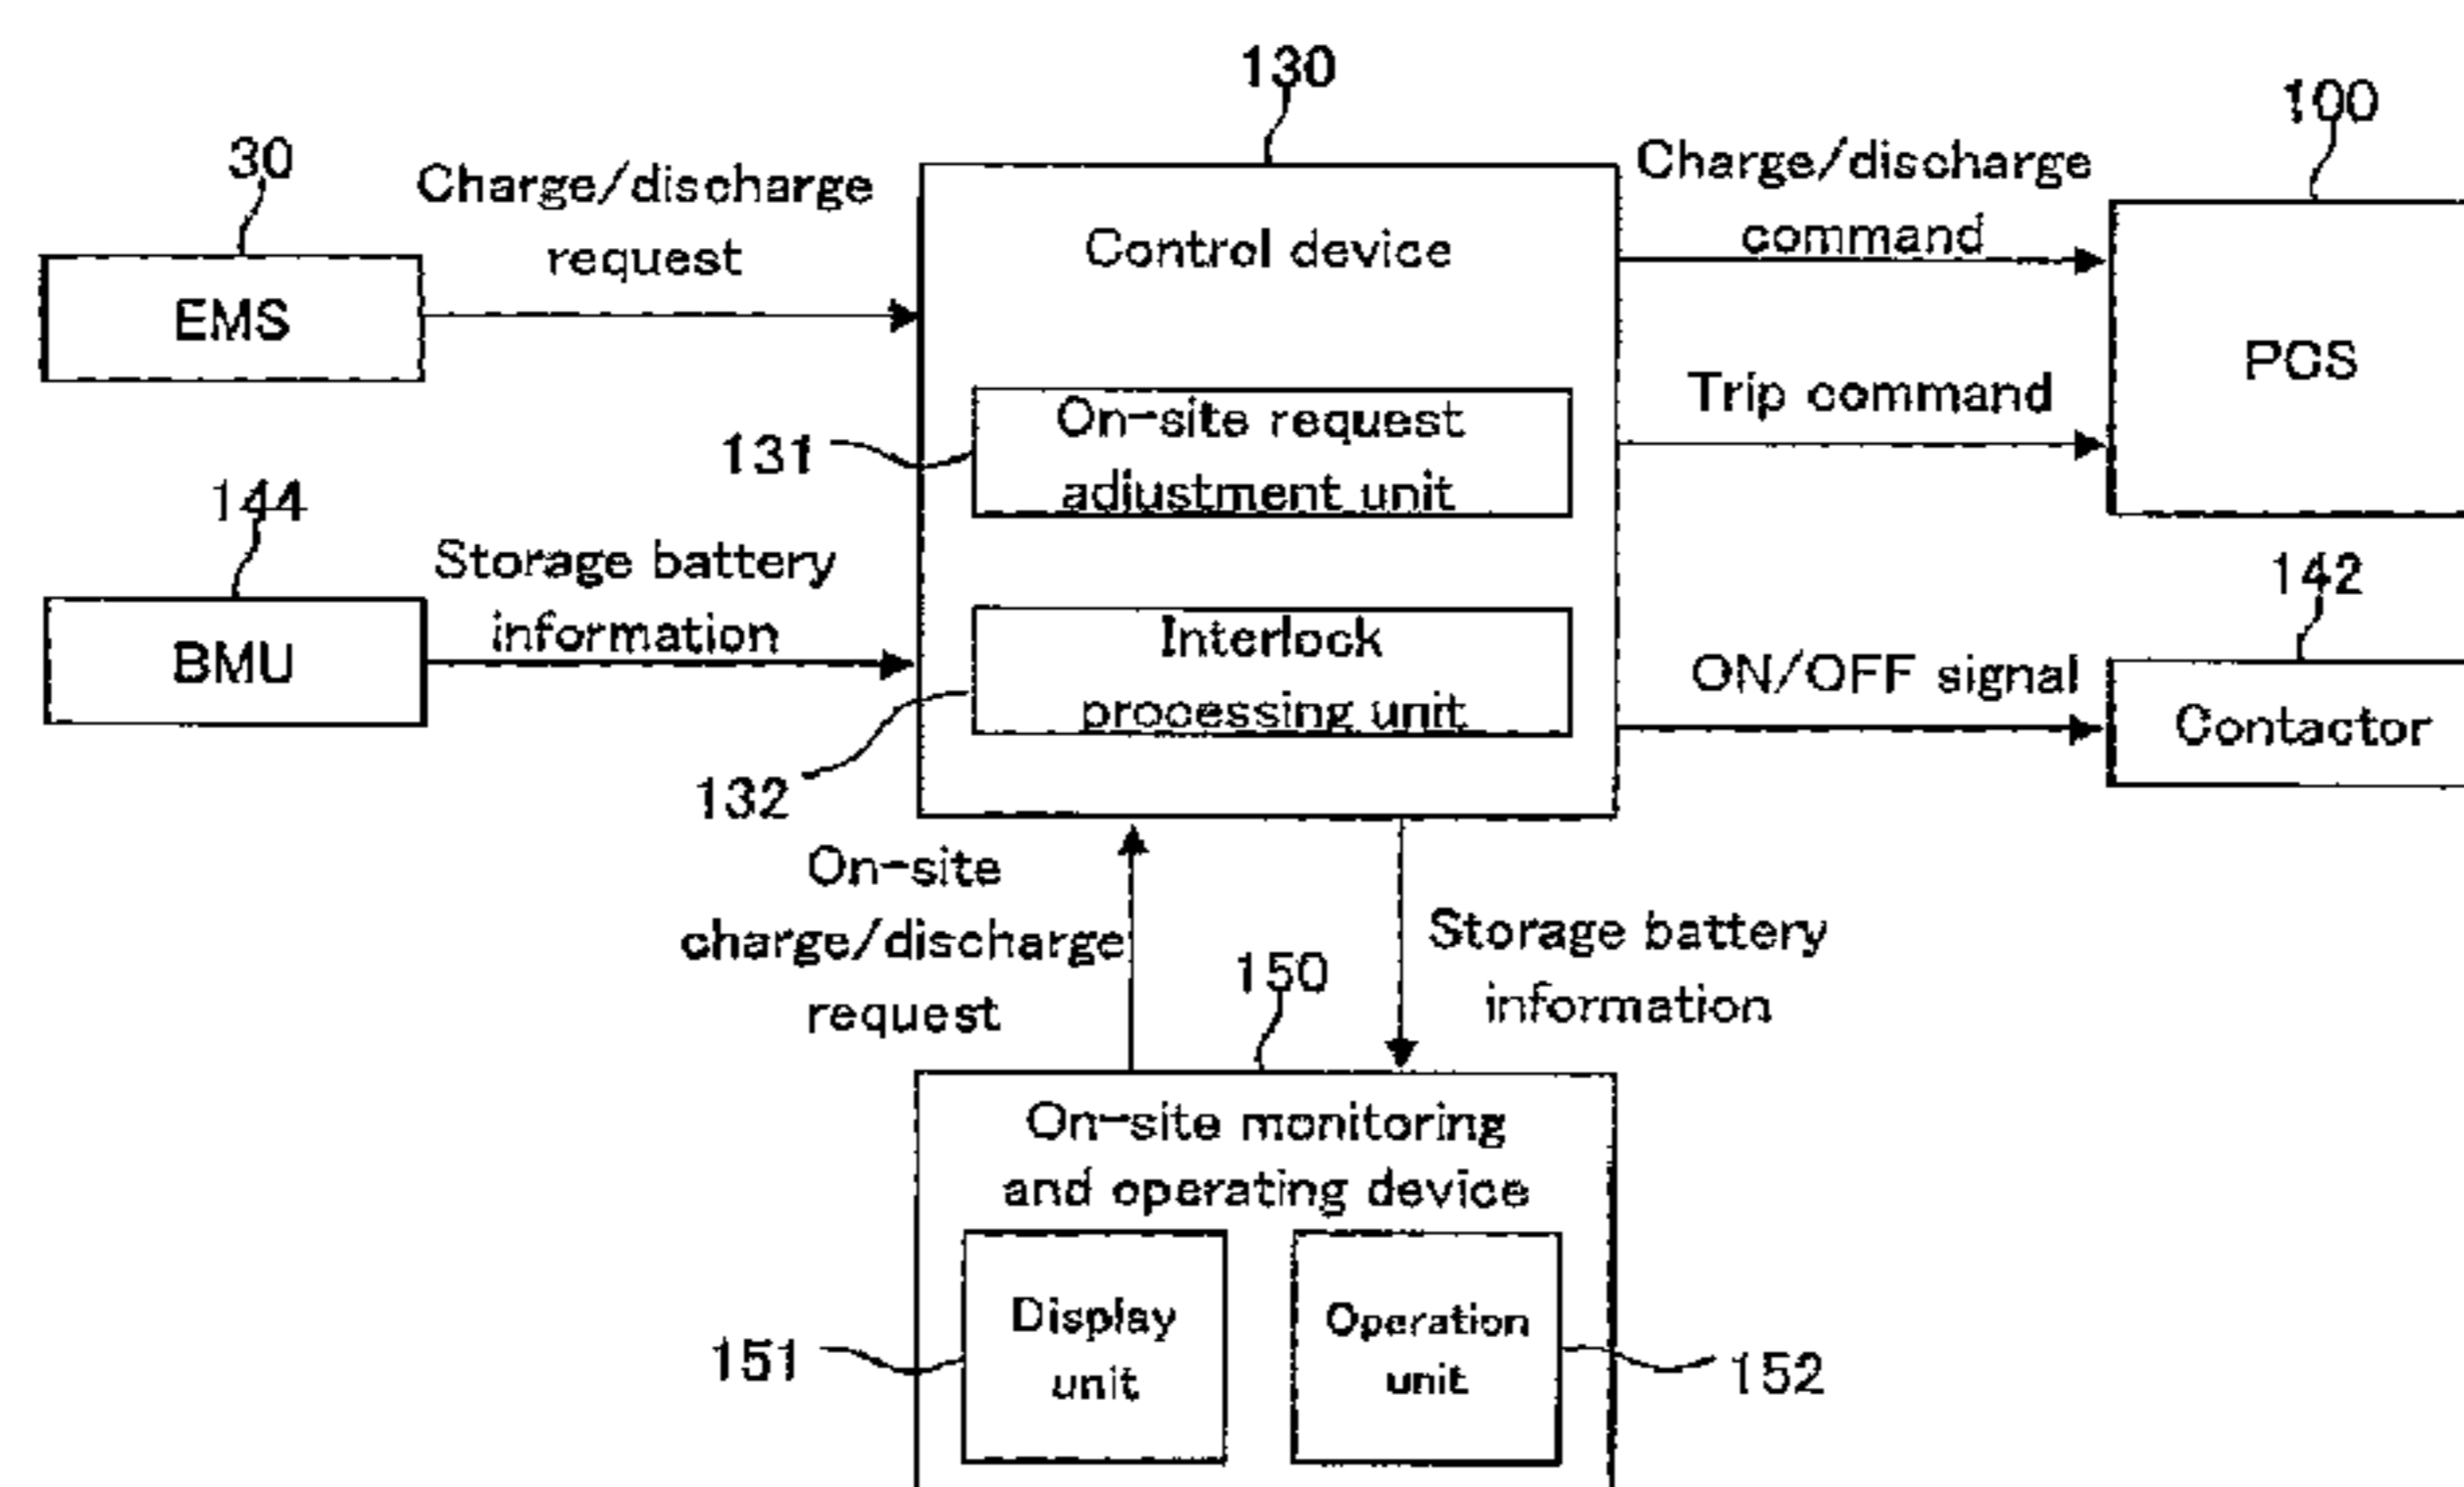 130
100
30
Charge/discharge
request
Charge/discharge
command
Control device
EMS
PCS
Trip command
131
On-site request
adjustment unit
144
Storage battery
information
BMU
142
Interlock
processing unit
ON/OFF signal
Contactor
132
On-site
charge/discharge
request
150
Storage battery
information
On-site monitoring
and operating device
Display
unit
Operation
unit
151
152